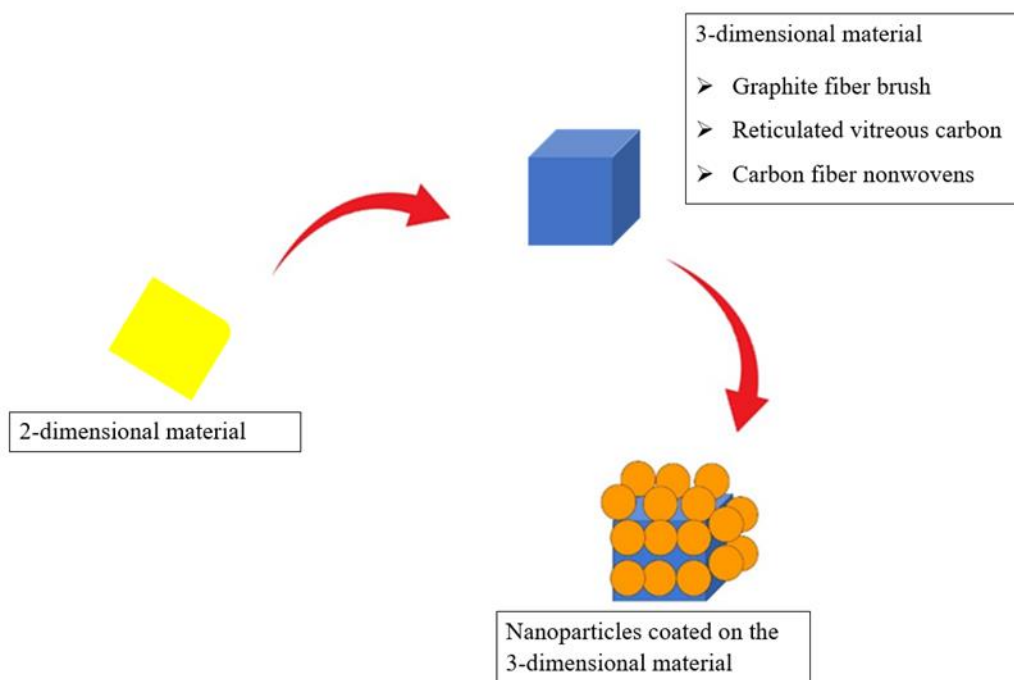 3-dimensional material
➢ Graphite fiber brush
➢ Reticulated vitreous carbon
➢ Carbon fiber nonwovens
2-dimensional material
Nanoparticles coated on the
3-dimensional material